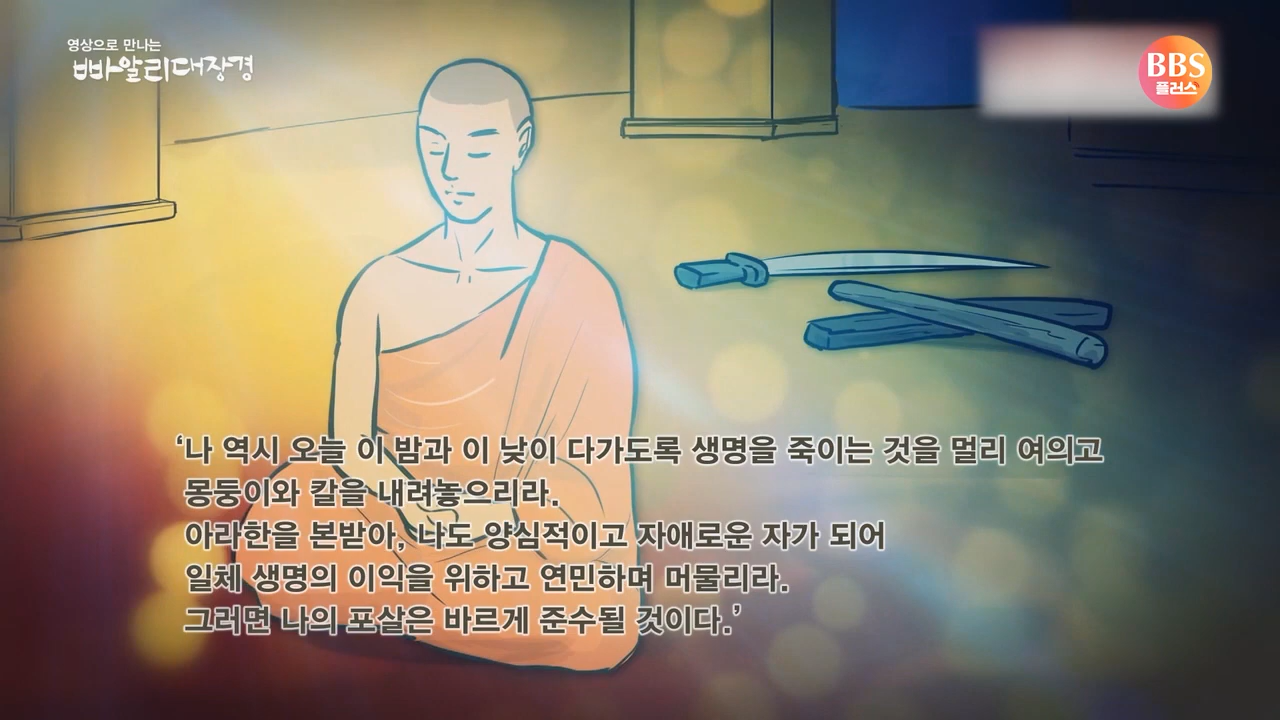 영상으로 만나는
빠알리대장경
BBS
플러스
‘나 역시 오늘 이 밤과 이 낮이 다가도록 생명을 죽이는 것을 멀리 여의고
몽둥이와 칼을 내려놓으리라.
아라한을 본받아, 나도 양심적이고 자애로운 자가 되어
일체 생명의 이익을 위하고 연민하며 머물리라.
그러면 나의 포살은 바르게 준수될 것이다.’